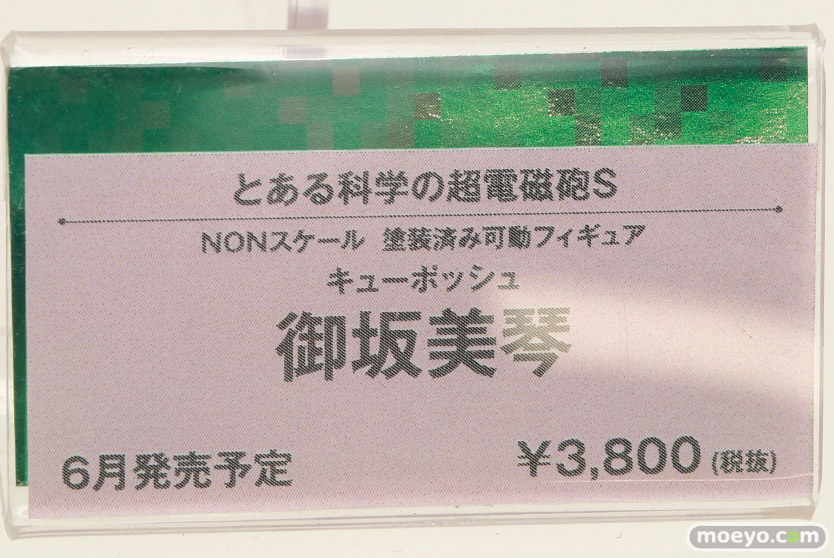 とある科学の超電磁砲S
NONスケール 塗装済み可動フィギュア
キューポッシュ
御坂美琴
6月発売予定
¥3,800 (税抜)
moeyo.com